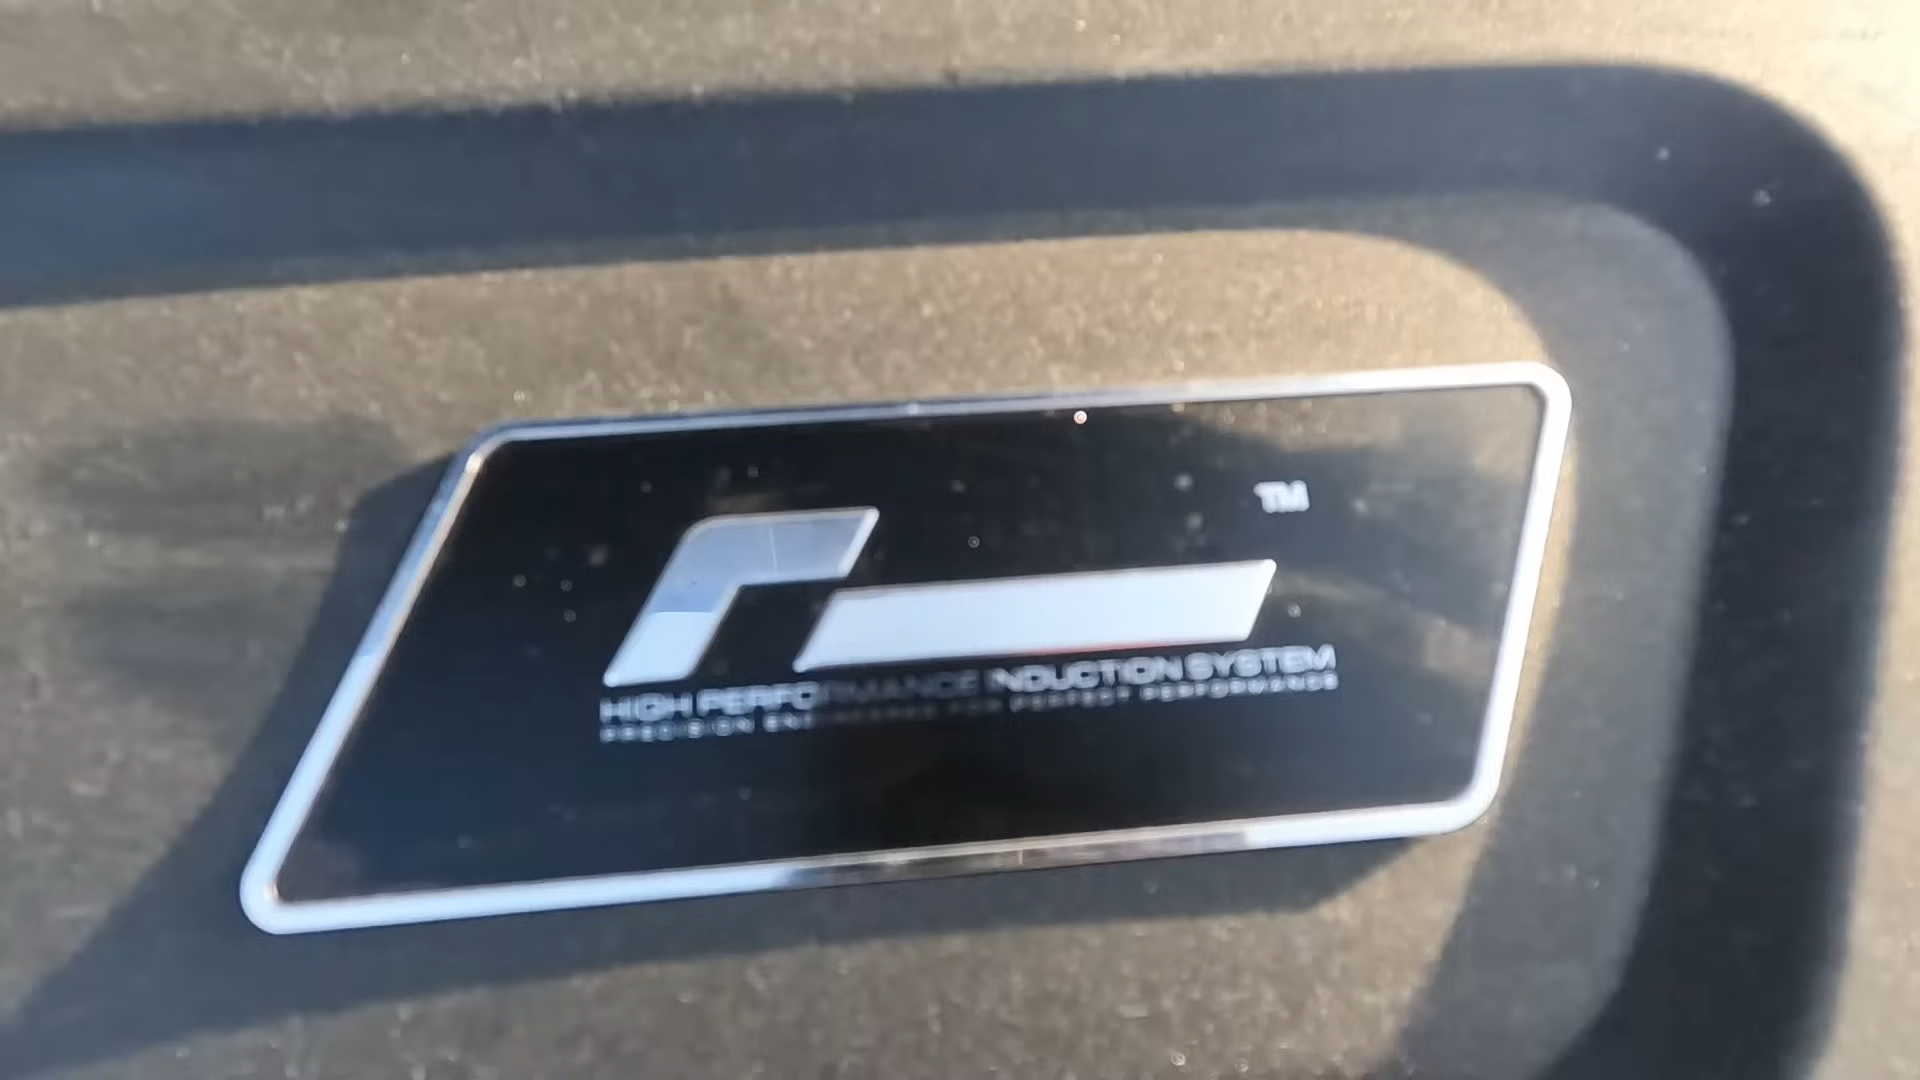 TM
HIGH PERFORMANCE INDUCTION SYSTEM
PRECISION ENGINEERED FOR PERFECT PERFORMANCE